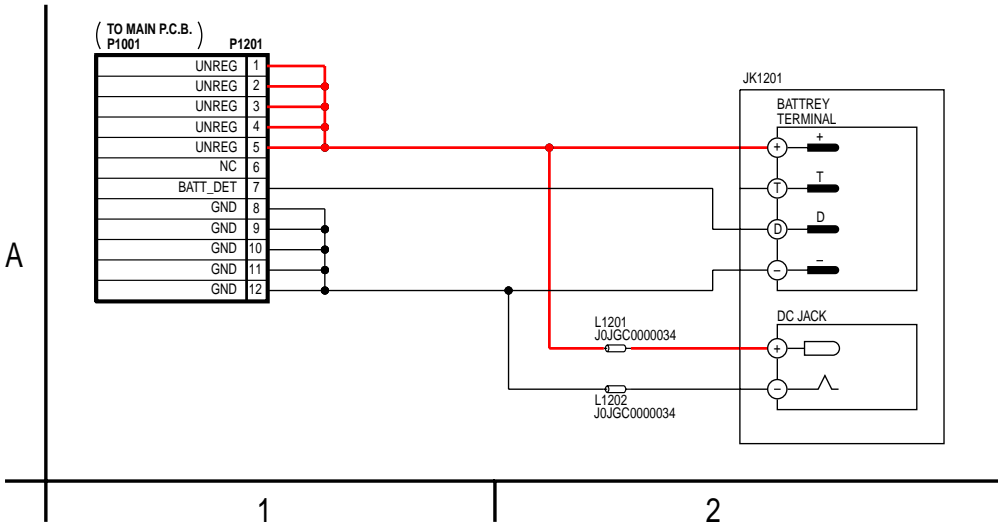 ( TO MAIN P.C.B. )
P1001
P1201
UNREG 1
UNREG 2
UNREG 3
UNREG 4
UNREG 5
NC 6
BATT_DET 7
GND 8
GND 9
GND 10
GND 11
GND 12
JK1201
BATTREY
TERMINAL
+ +
T T
D D
– –
DC JACK
+
–
L1201
J0JGC0000034
L1202
J0JGC0000034
A
1
2